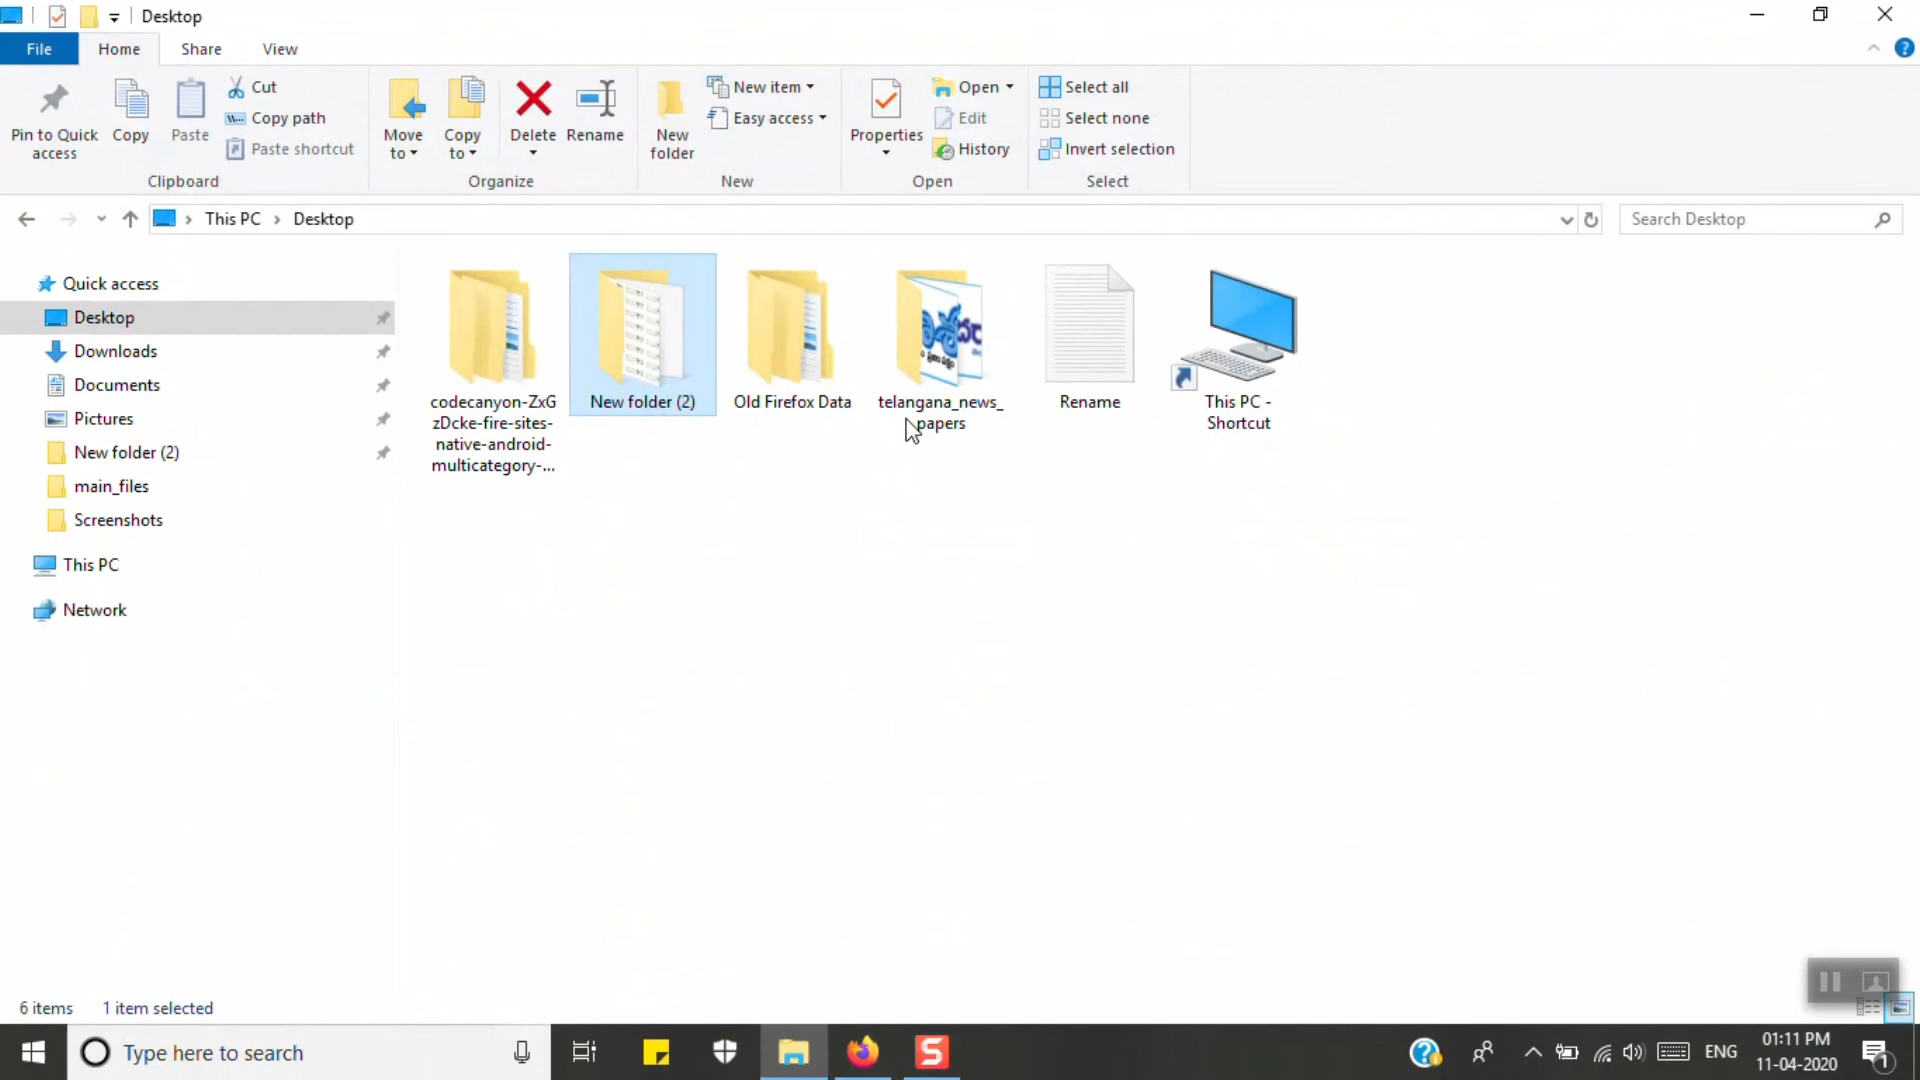 Desktop
File Home Share View
Pin to Quick access
Copy
Paste
Cut
Copy path
Paste shortcut
Clipboard
Move to
Copy to
Delete
Rename
Organize
New folder
New item
Easy access
New
Properties
Open
Edit
History
Open
Select all
Select none
Invert selection
Select
This PC > Desktop
Search Desktop
Quick access
Desktop
Downloads
Documents
Pictures
New folder (2)
main_files
Screenshots
This PC
Network
codecanyon-ZxG
zDcke-fire-sites-
native-android-
multicategory-...
New folder (2)
Old Firefox Data
telangana_news_
papers
Rename
This PC -
Shortcut
6 items 1 item selected
Type here to search
ENG
01:11 PM
11-04-2020
1